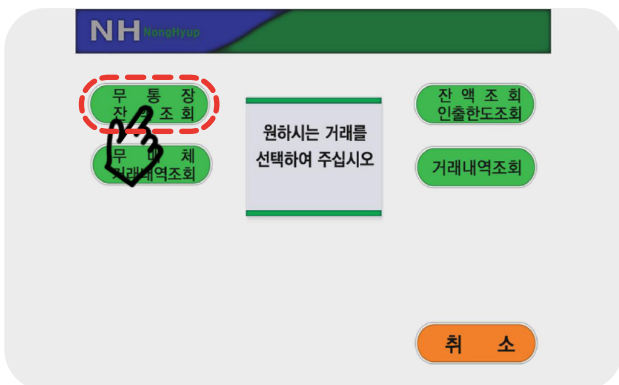 NH NongHyup
무 통 장
잔 조 회
무 체
거래내역조회
원하시는 거래를
선택하여 주십시오
잔 액 조 회
인출한도조회
거래내역조회
취 소